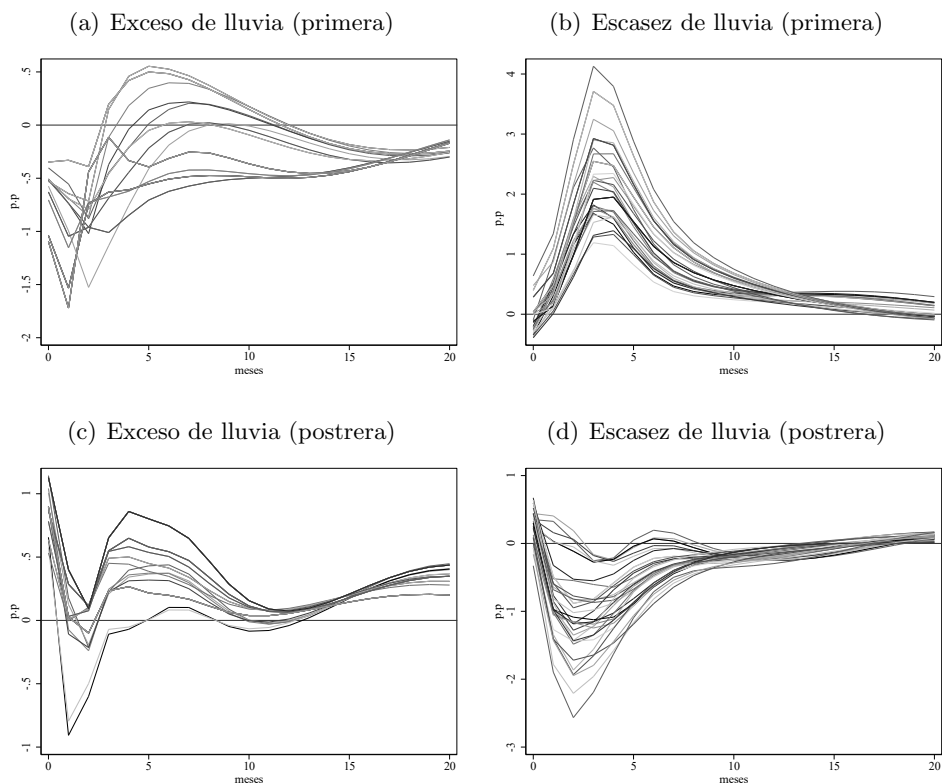 (a) Exceso de lluvia (primera)
.5
0
-.5
-1
-1.5
-2
p.p
0 5 10 15 20
meses
(b) Escasez de lluvia (primera)
4
3
2
1
0
p.p
0 5 10 15 20
meses
(c) Exceso de lluvia (postrera)
1
.5
0
-.5
-1
p.p
0 5 10 15 20
meses
(d) Escasez de lluvia (postrera)
1
0
-1
-2
-3
p.p
0 5 10 15 20
meses